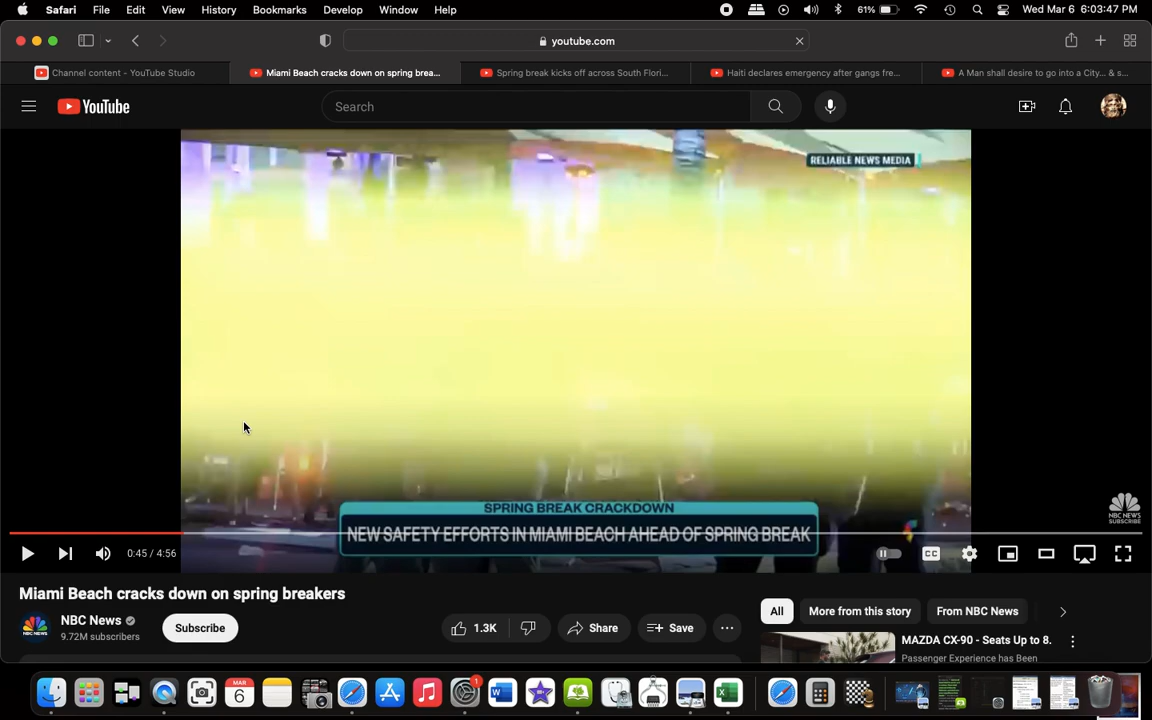 Safari File Edit View History Bookmarks Develop Window Help 61% Wed Mar 6 6:03:47 PM
youtube.com
Channel content - YouTube Studio
Miami Beach cracks down on spring brea...
Spring break kicks off across South Flori...
Haiti declares emergency after gangs fre...
A Man shall desire to go into a City... & s...
YouTube
Search
RELIABLE NEWS MEDIA
SPRING BREAK CRACKDOWN
NEW SAFETY EFFORTS IN MIAMI BEACH AHEAD OF SPRING BREAK
NBC NEWS
SUBSCRIBE
0:45 / 4:56
CC
Miami Beach cracks down on spring breakers
NBC NEWS
NBC News
9.72M subscribers
Subscribe
1.3K
Share
Save
All
More from this story
From NBC News
MAZDA CX-90 - Seats Up to 8.
Passenger Experience has Been
MAR
6
1